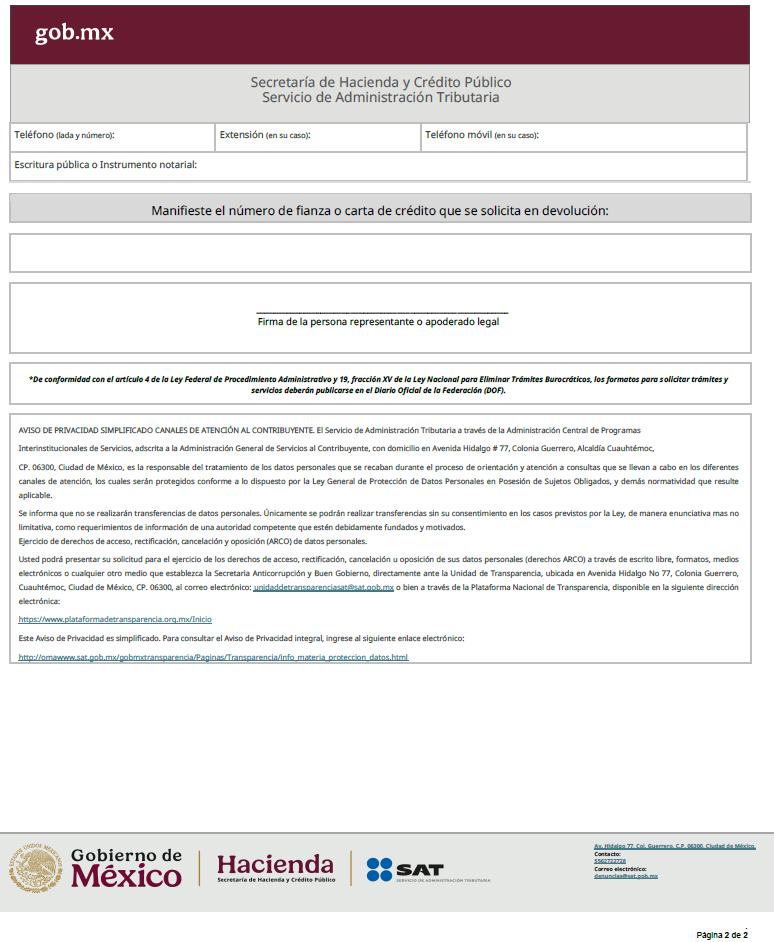 gob.mx
Secretaría de Hacienda y Crédito Público
Servicio de Administración Tributaria
Teléfono (lada y número): Extensión (en su caso): Teléfono móvil (en su caso):
Escritura pública o Instrumento notarial:
Manifieste el número de fianza o carta de crédito que se solicita en devolución:
Firma de la persona representante o apoderado legal
*De conformidad con el artículo 4 de la Ley Federal de Procedimiento Administrativo y 19, fracción XV de la Ley Nacional para Eliminar Trámites Burocráticos, los formatos para solicitar trámites y
servicios deberán publicarse en el Diario Oficial de la Federación (DOF).
AVISO DE PRIVACIDAD SIMPLIFICADO CANALES DE ATENCIÓN AL CONTRIBUYENTE. El Servicio de Administración Tributaria a través de la Administración Central de Programas
Interinstitucionales de Servicios, adscrita a la Administración General de Servicios al Contribuyente, con domicilio en Avenida Hidalgo # 77, Colonia Guerrero, Alcaldía Cuauhtémoc,
CP. 06300, Ciudad de México, es la responsable del tratamiento de los datos personales que se recaban durante el proceso de orientación y atención a consultas que se llevan a cabo en los diferentes
canales de atención, los cuales serán protegidos conforme a lo dispuesto por la Ley General de Protección de Datos Personales en Posesión de Sujetos Obligados, y demás normatividad que resulte
aplicable.
Se informa que no se realizarán transferencias de datos personales. Únicamente se podrán realizar transferencias sin su consentimiento en los casos previstos por la Ley, de manera enunciativa mas no
limitativa, como requerimientos de información de una autoridad competente que estén debidamente fundados y motivados.
Ejercicio de derechos de acceso, rectificación, cancelación y oposición (ARCO) de datos personales.
Usted podrá presentar su solicitud para el ejercicio de los derechos de acceso, rectificación, cancelación u oposición de sus datos personales (derechos ARCO) a través de escrito libre, formatos, medios
electrónicos o cualquier otro medio que establezca la Secretaria Anticorrupción y Buen Gobierno, directamente ante la Unidad de Transparencia, ubicada en Avenida Hidalgo No 77, Colonia Guerrero,
Cuauhtémoc, Ciudad de México, CP. 06300, al correo electrónico: unidaddetransparenciasat@sat.gob.mx o bien a través de la Plataforma Nacional de Transparencia, disponible en la siguiente dirección
electrónica:
https://www.plataformadetransparencia.org.mx/Inicio
Este Aviso de Privacidad es simplificado. Para consultar el Aviso de Privacidad integral, ingrese al siguiente enlace electrónico:
http://omawww.sat.gob.mx/gobmxtransparencia/Paginas/Transparencia/info_materia_proteccion_datos.html
ESTADOS UNIDOS MEXICANOS
Gobierno de
México
Hacienda
Secretaría de Hacienda y Crédito Público
SAT
SERVICIO DE ADMINISTRACIÓN TRIBUTARIA
Av. Hidalgo 77, Col. Guerrero, C.P. 06300, Ciudad de México.
Contacto:
5562722728
Correo electrónico:
denuncias@sat.gob.mx
Página 2 de 2